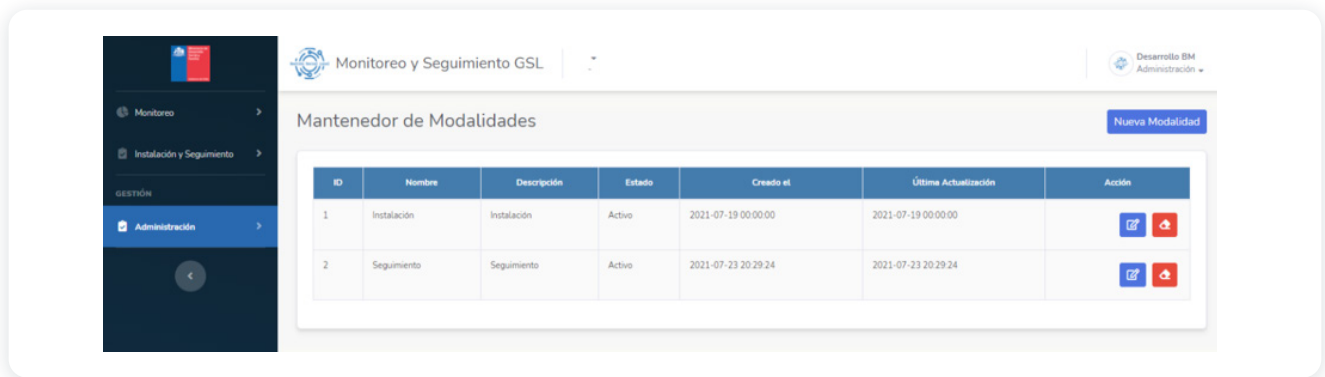 Monitoreo y Seguimiento GSL
Desarrollo BM
Administración
Monitoreo
Instalación y Seguimiento
GESTIÓN
Administración
Mantenedor de Modalidades
Nueva Modalidad
ID Nombre Descripción Estado Creado el Última Actualización Acción
1 Instalación Instalación Activo 2021-07-19 00:00:00 2021-07-19 00:00:00
2 Seguimiento Seguimiento Activo 2021-07-23 20:29:24 2021-07-23 20:29:24